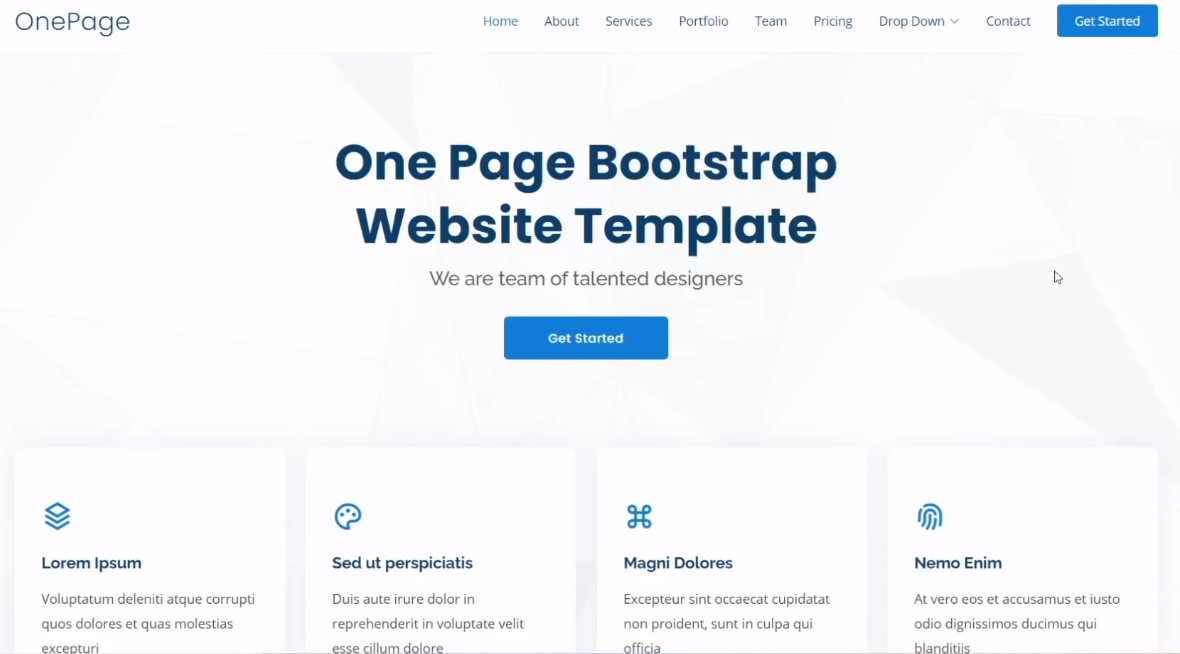 OnePage
Home About Services Portfolio Team Pricing Drop Down Contact Get Started
One Page Bootstrap
Website Template
We are team of talented designers
Get Started
Lorem Ipsum
Voluptatum deleniti atque corrupti
quos dolores et quas molestias
excepturi
Sed ut perspiciatis
Duis aute irure dolor in
reprehenderit in voluptate velit
esse cillum dolore
Magni Dolores
Excepteur sint occaecat cupidatat
non proident, sunt in culpa qui
officia
Nemo Enim
At vero eos et accusamus et iusto
odio dignissimos ducimus qui
blanditiis